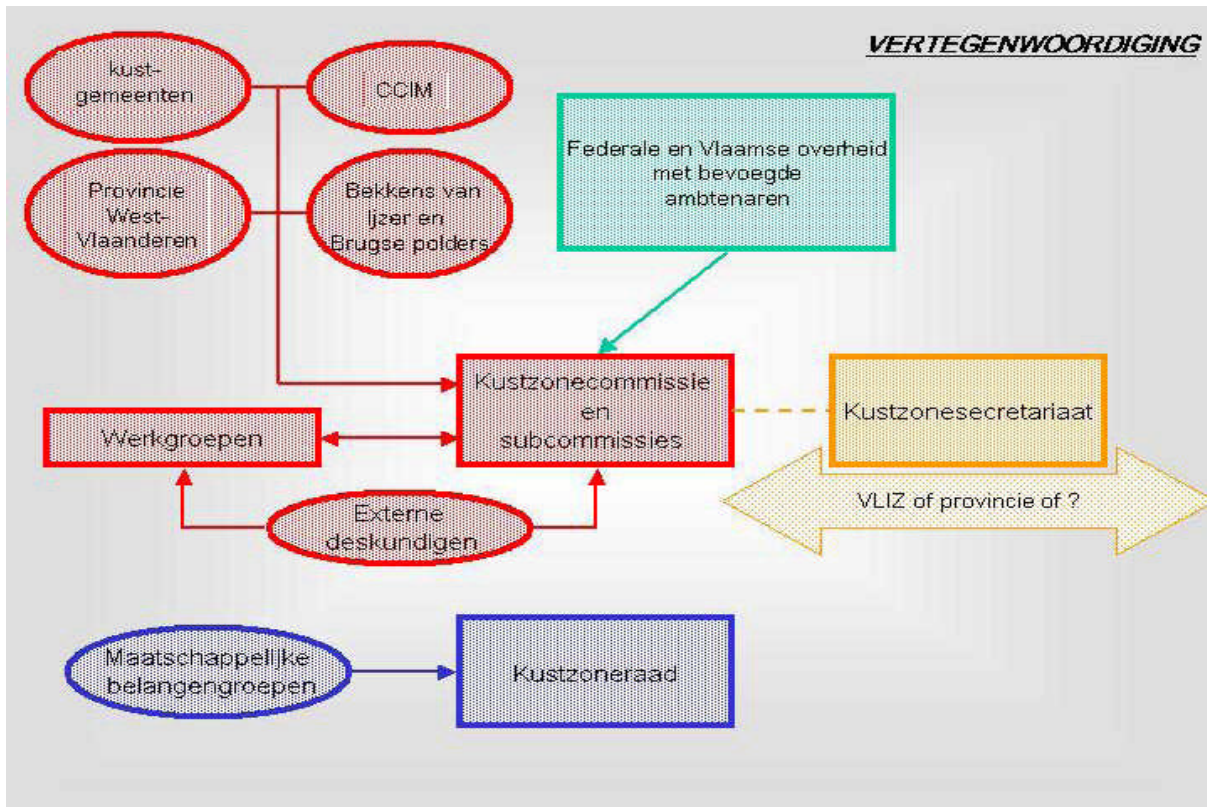 VERTEGENWOORDIGING
kust-
gemeenten
CCIM
Provincie
West-
Vlaanderen
Bekkens van
Ijzer en
Brugse polders
Federale en Vlaamse overheid
met bevoegde
ambtenaren
Kustzonecommissie
en
subcommissies
Kustzonesecretariaat
Werkgroepen
VLIZ of provincie of ?
Externe
deskundigen
Maatschappelijke
belangengroepen
Kustzoneraad